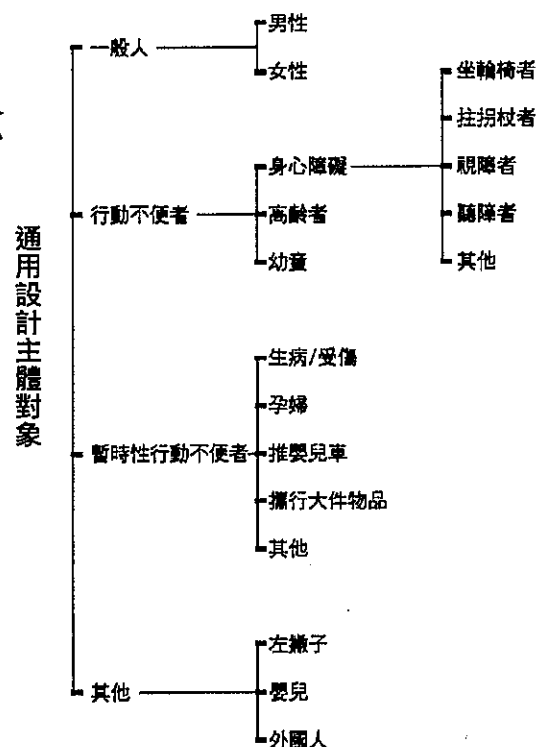 通用設計主體對象
一般人
男性
女性
行動不便者
身心障礙
坐輪椅者
拄拐杖者
視障者
聽障者
其他
高齡者
幼童
暫時性行動不便者
生病/受傷
孕婦
推嬰兒車
攜行大件物品
其他
其他
左撇子
嬰兒
外國人